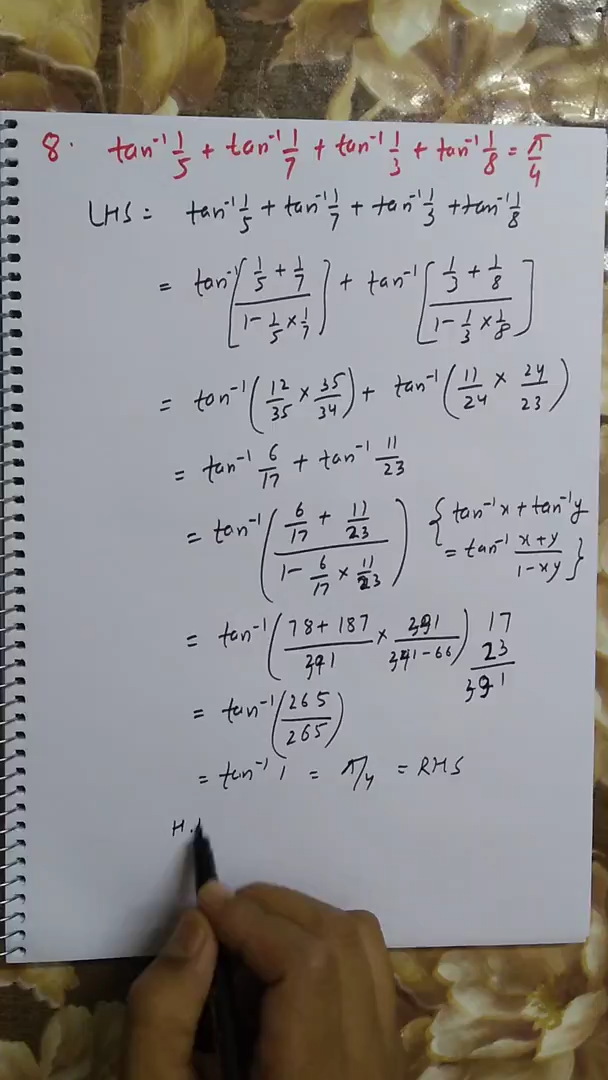 8. tan⁻¹ 1/5 + tan⁻¹ 1/7 + tan⁻¹ 1/3 + tan⁻¹ 1/8 = π/4
LHS = tan⁻¹ 1/5 + tan⁻¹ 1/7 + tan⁻¹ 1/3 + tan⁻¹ 1/8
= tan⁻¹ [(1/5 + 1/7)/(1 - 1/5 × 1/7)] + tan⁻¹ [(1/3 + 1/8)/(1 - 1/3 × 1/8)]
= tan⁻¹ (12/35 × 35/34) + tan⁻¹ (11/24 × 24/23)
= tan⁻¹ 6/17 + tan⁻¹ 11/23
= tan⁻¹ ((6/17 + 11/23)/(1 - 6/17 × 11/23)) {tan⁻¹x + tan⁻¹y
= tan⁻¹ (x+y)/(1-xy)}
= tan⁻¹ ((78 + 187)/391 × 391/(391-66)) 17
23
391
= tan⁻¹ (265/265)
= tan⁻¹ 1 = π/4 = RHS
H.